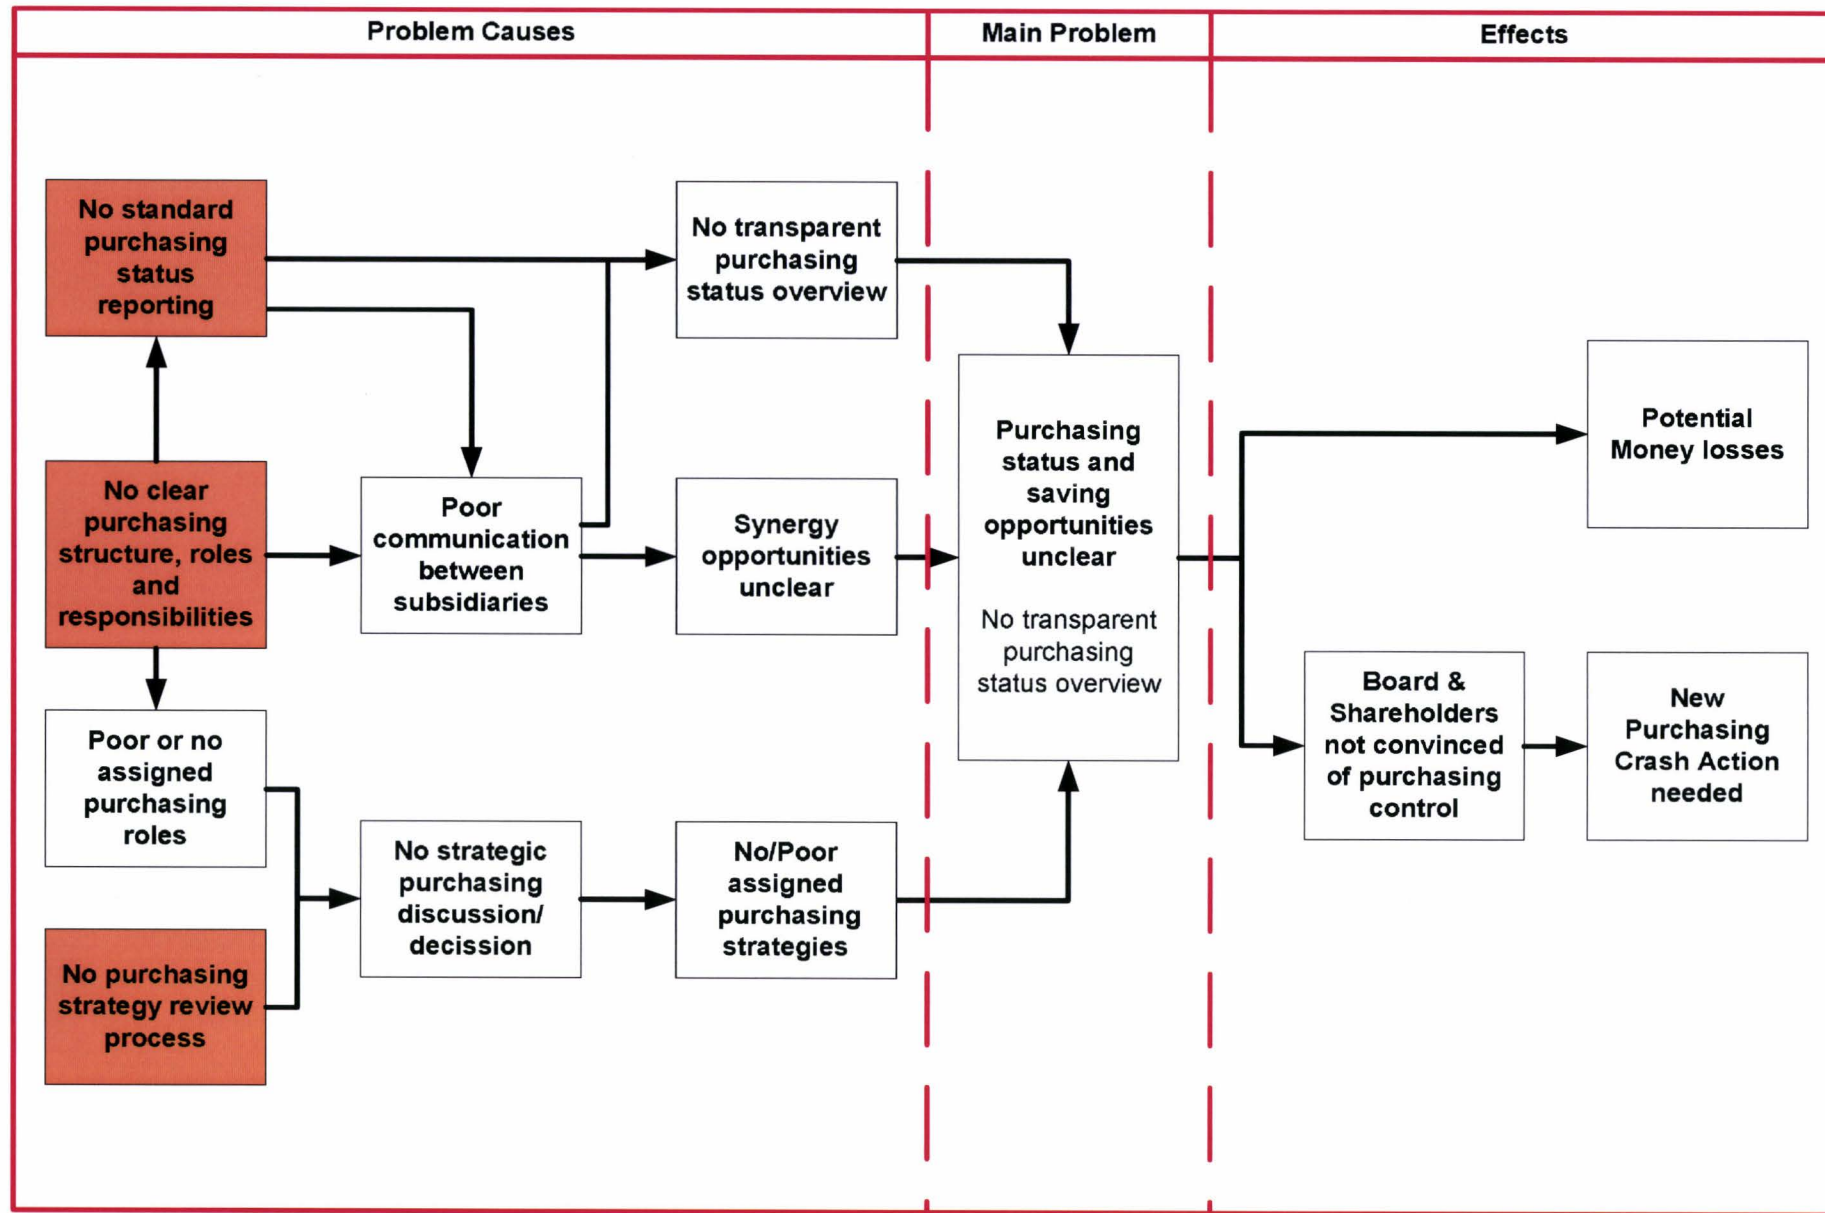 Problem Causes
Main Problem
Effects
No standard
purchasing
status
reporting
No transparent
purchasing
status overview
No clear
purchasing
structure, roles
and
responsibilities
Poor
communication
between
subsidiaries
Synergy
opportunities
unclear
Purchasing
status and
saving
opportunities
unclear
No transparent
purchasing
status overview
Potential
Money losses
Poor or no
assigned
purchasing
roles
No strategic
purchasing
discussion/
decission
No/Poor
assigned
purchasing
strategies
Board &
Shareholders
not convinced
of purchasing
control
New
Purchasing
Crash Action
needed
No purchasing
strategy review
process